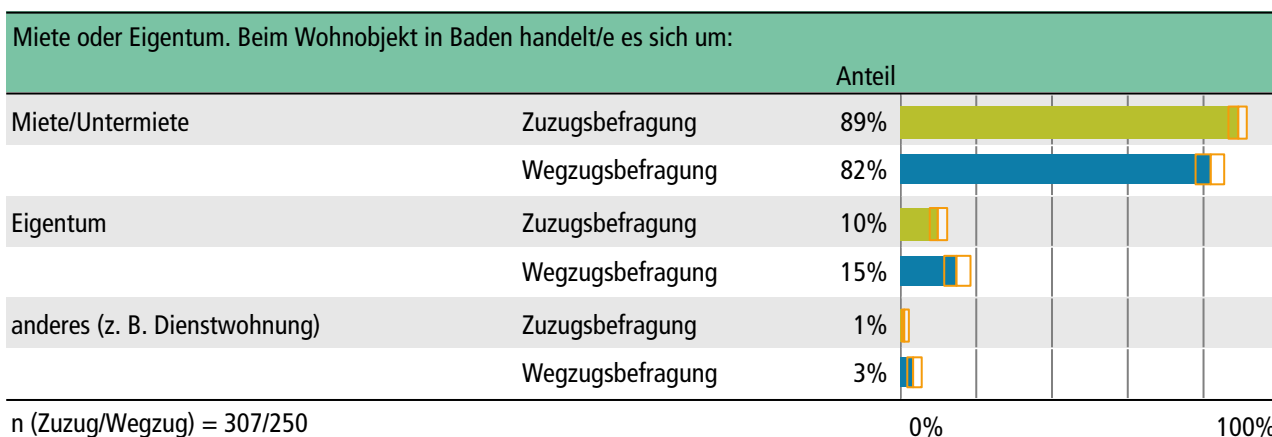 Miete oder Eigentum. Beim Wohnobjekt in Baden handelt/e es sich um:
Anteil
Miete/Untermiete Zuzugsbefragung 89%
Wegzugsbefragung 82%
Eigentum Zuzugsbefragung 10%
Wegzugsbefragung 15%
anderes (z. B. Dienstwohnung) Zuzugsbefragung 1%
Wegzugsbefragung 3%
n (Zuzug/Wegzug) = 307/250 0% 100%